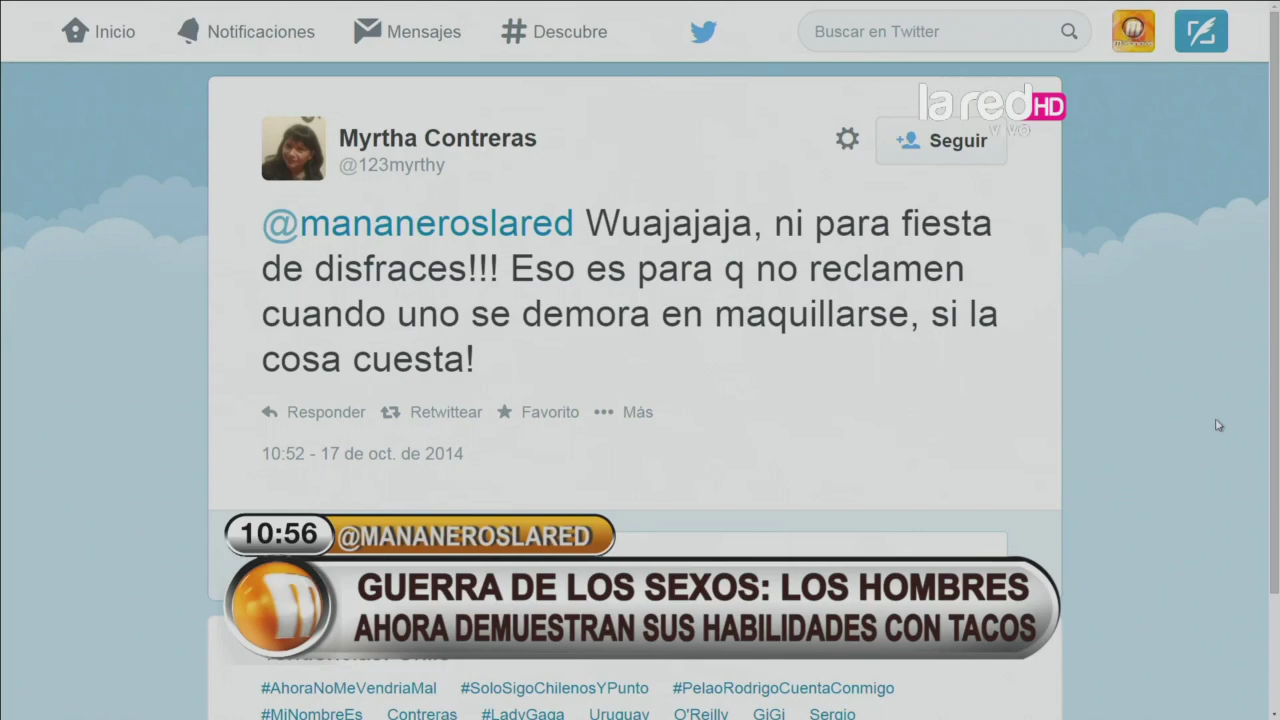 Inicio Notificaciones Mensajes Descubre Buscar en Twitter
la red HD
vivo
Myrtha Contreras
@123myrthy
Seguir
@mananeroslared Wuajajaja, ni para fiesta
de disfraces!!! Eso es para q no reclamen
cuando uno se demora en maquillarse, si la
cosa cuesta!
Responder Retwittear Favorito Más
10:52 - 17 de oct. de 2014
10:56 @MANANEROSLARED
GUERRA DE LOS SEXOS: LOS HOMBRES
AHORA DEMUESTRAN SUS HABILIDADES CON TACOS
#AhoraNoMeVendriaMal #SoloSigoChilenosYPunto #PelaoRodrigoCuentaConmigo
#MiNombreEs Contreras #LadyGaga Uruguay O'Reilly GiGi Sergio